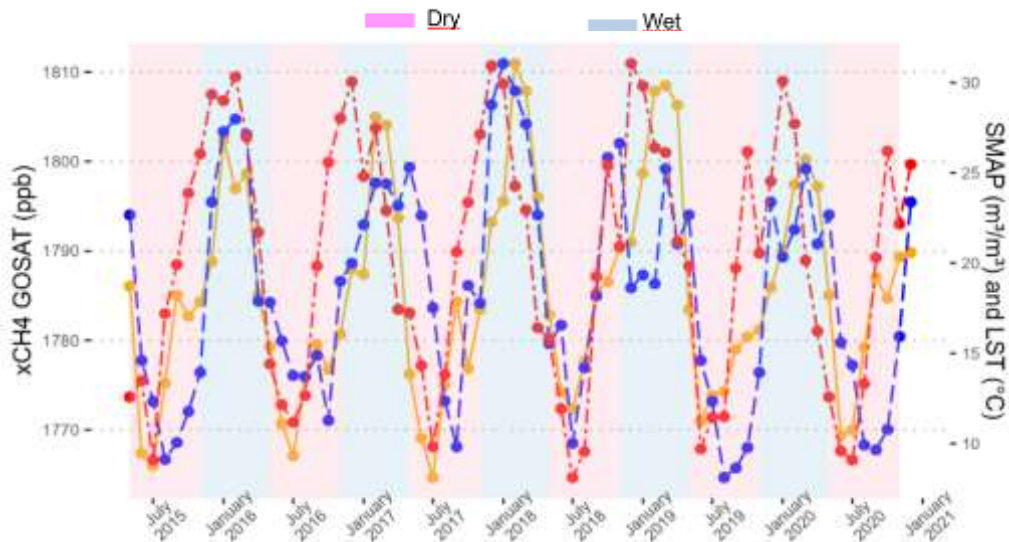 Dry
Wet
xCH4 GOSAT (ppb)
1810
1800
1790
1780
1770
SMAP (m³/m³) and LST (°C)
30
25
20
15
10
July
2015
January
2016
July
2016
January
2017
July
2017
January
2018
July
2018
January
2019
July
2019
January
2020
July
2020
January
2021